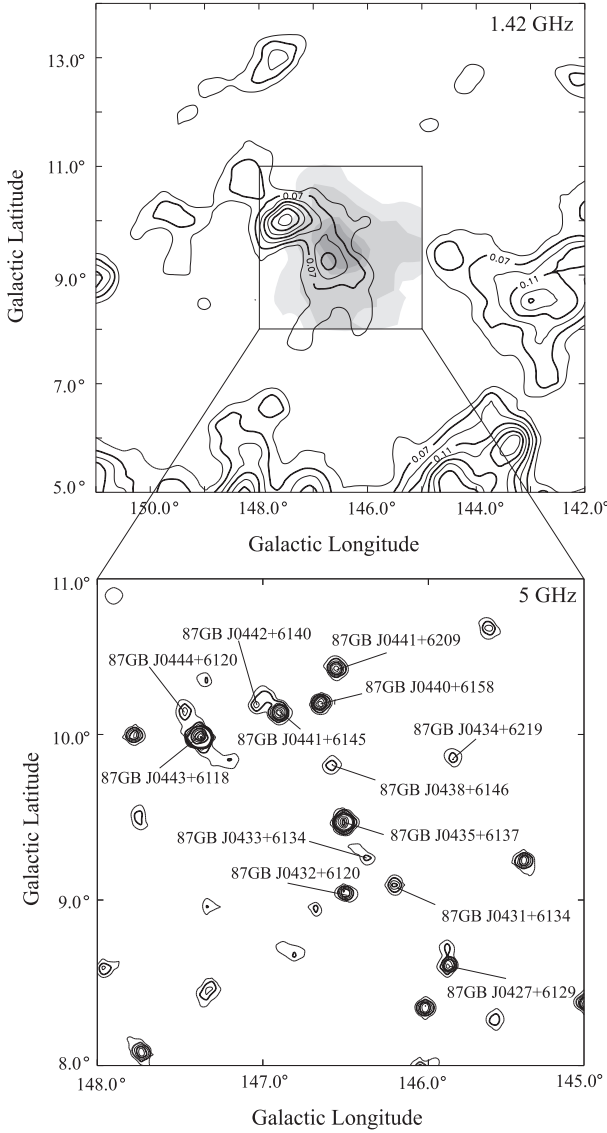 1.42 GHz
13.0°
11.0°
9.0°
7.0°
5.0°
Galactic Latitude
0.07
0.07
0.07
0.11
0.07
0.11
150.0°
148.0°
146.0°
144.0°
142.0°
Galactic Longitude
11.0°
5 GHz
87GB J0442+6140
87GB J0441+6209
87GB J0444+6120
87GB J0440+6158
87GB J0434+6219
10.0°
87GB J0441+6145
87GB J0443+6118
87GB J0438+6146
87GB J0433+6134
87GB J0435+6137
87GB J0432+6120
9.0°
87GB J0431+6134
87GB J0427+6129
8.0°
Galactic Latitude
148.0°
147.0°
146.0°
145.0°
Galactic Longitude